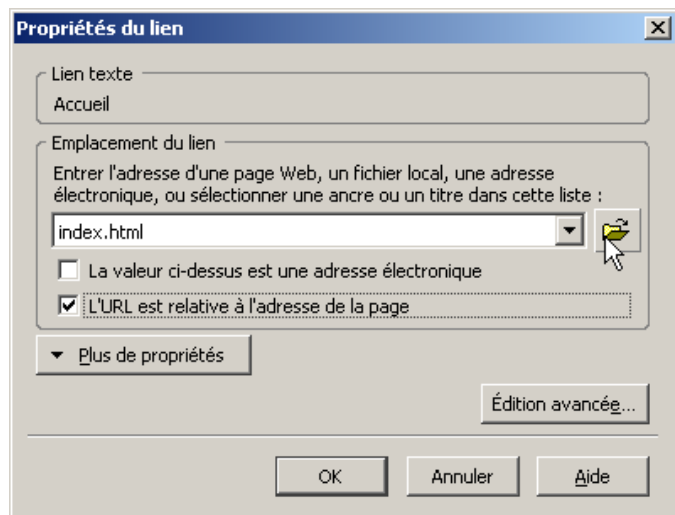 Propriétés du lien
Lien texte
Accueil
Emplacement du lien
Entrer l'adresse d'une page Web, un fichier local, une adresse
électronique, ou sélectionner une ancre ou un titre dans cette liste :
index.html
La valeur ci-dessus est une adresse électronique
L'URL est relative à l'adresse de la page
Plus de propriétés
Édition avancée...
OK Annuler Aide